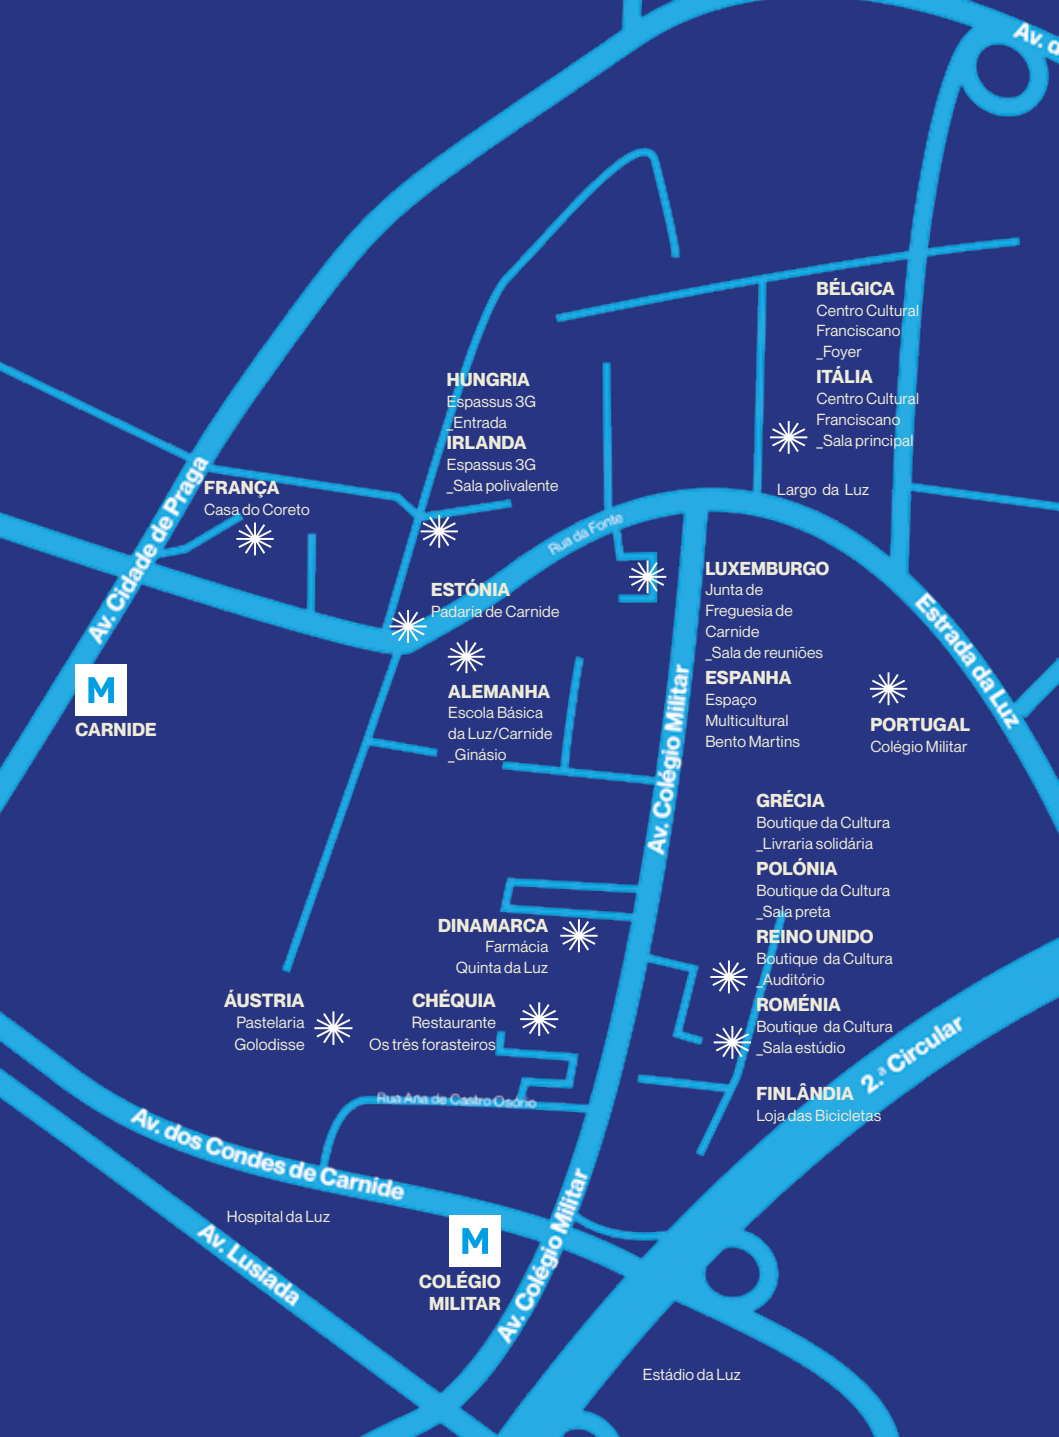 Av. d
BÉLGICA
Centro Cultural
Franciscano
_Foyer
ITÁLIA
Centro Cultural
Franciscano
_Sala principal
HUNGRIA
Espassus 3G
_Entrada
IRLANDA
Espassus 3G
_Sala polivalente
Largo da Luz
FRANÇA
Casa do Coreto
Av. Cidade de Praga
Rua da Fonte
ESTÓNIA
Padaria de Carnide
LUXEMBURGO
Junta de
Freguesia de
Carnide
_Sala de reuniões
ESPANHA
Espaço
Multicultural
Bento Martins
Estrada da Luz
M
CARNIDE
ALEMANHA
Escola Básica
da Luz/Carnide
_Ginásio
Av. Colégio Militar
PORTUGAL
Colégio Militar
GRÉCIA
Boutique da Cultura
_Livraria solidária
POLÓNIA
Boutique da Cultura
_Sala preta
REINO UNIDO
Boutique da Cultura
_Auditório
ROMÉNIA
Boutique da Cultura
_Sala estúdio
DINAMARCA
Farmácia
Quinta da Luz
ÁUSTRIA
Pastelaria
Golodisse
CHÉQUIA
Restaurante
Os três forasteiros
2.ª Circular
FINLÂNDIA
Loja das Bicicletas
Rua Ana de Castro Osório
Av. dos Condes de Carnide
Hospital da Luz
Av. Lusíada
M
COLÉGIO
MILITAR
Av. Colégio Militar
Estádio da Luz